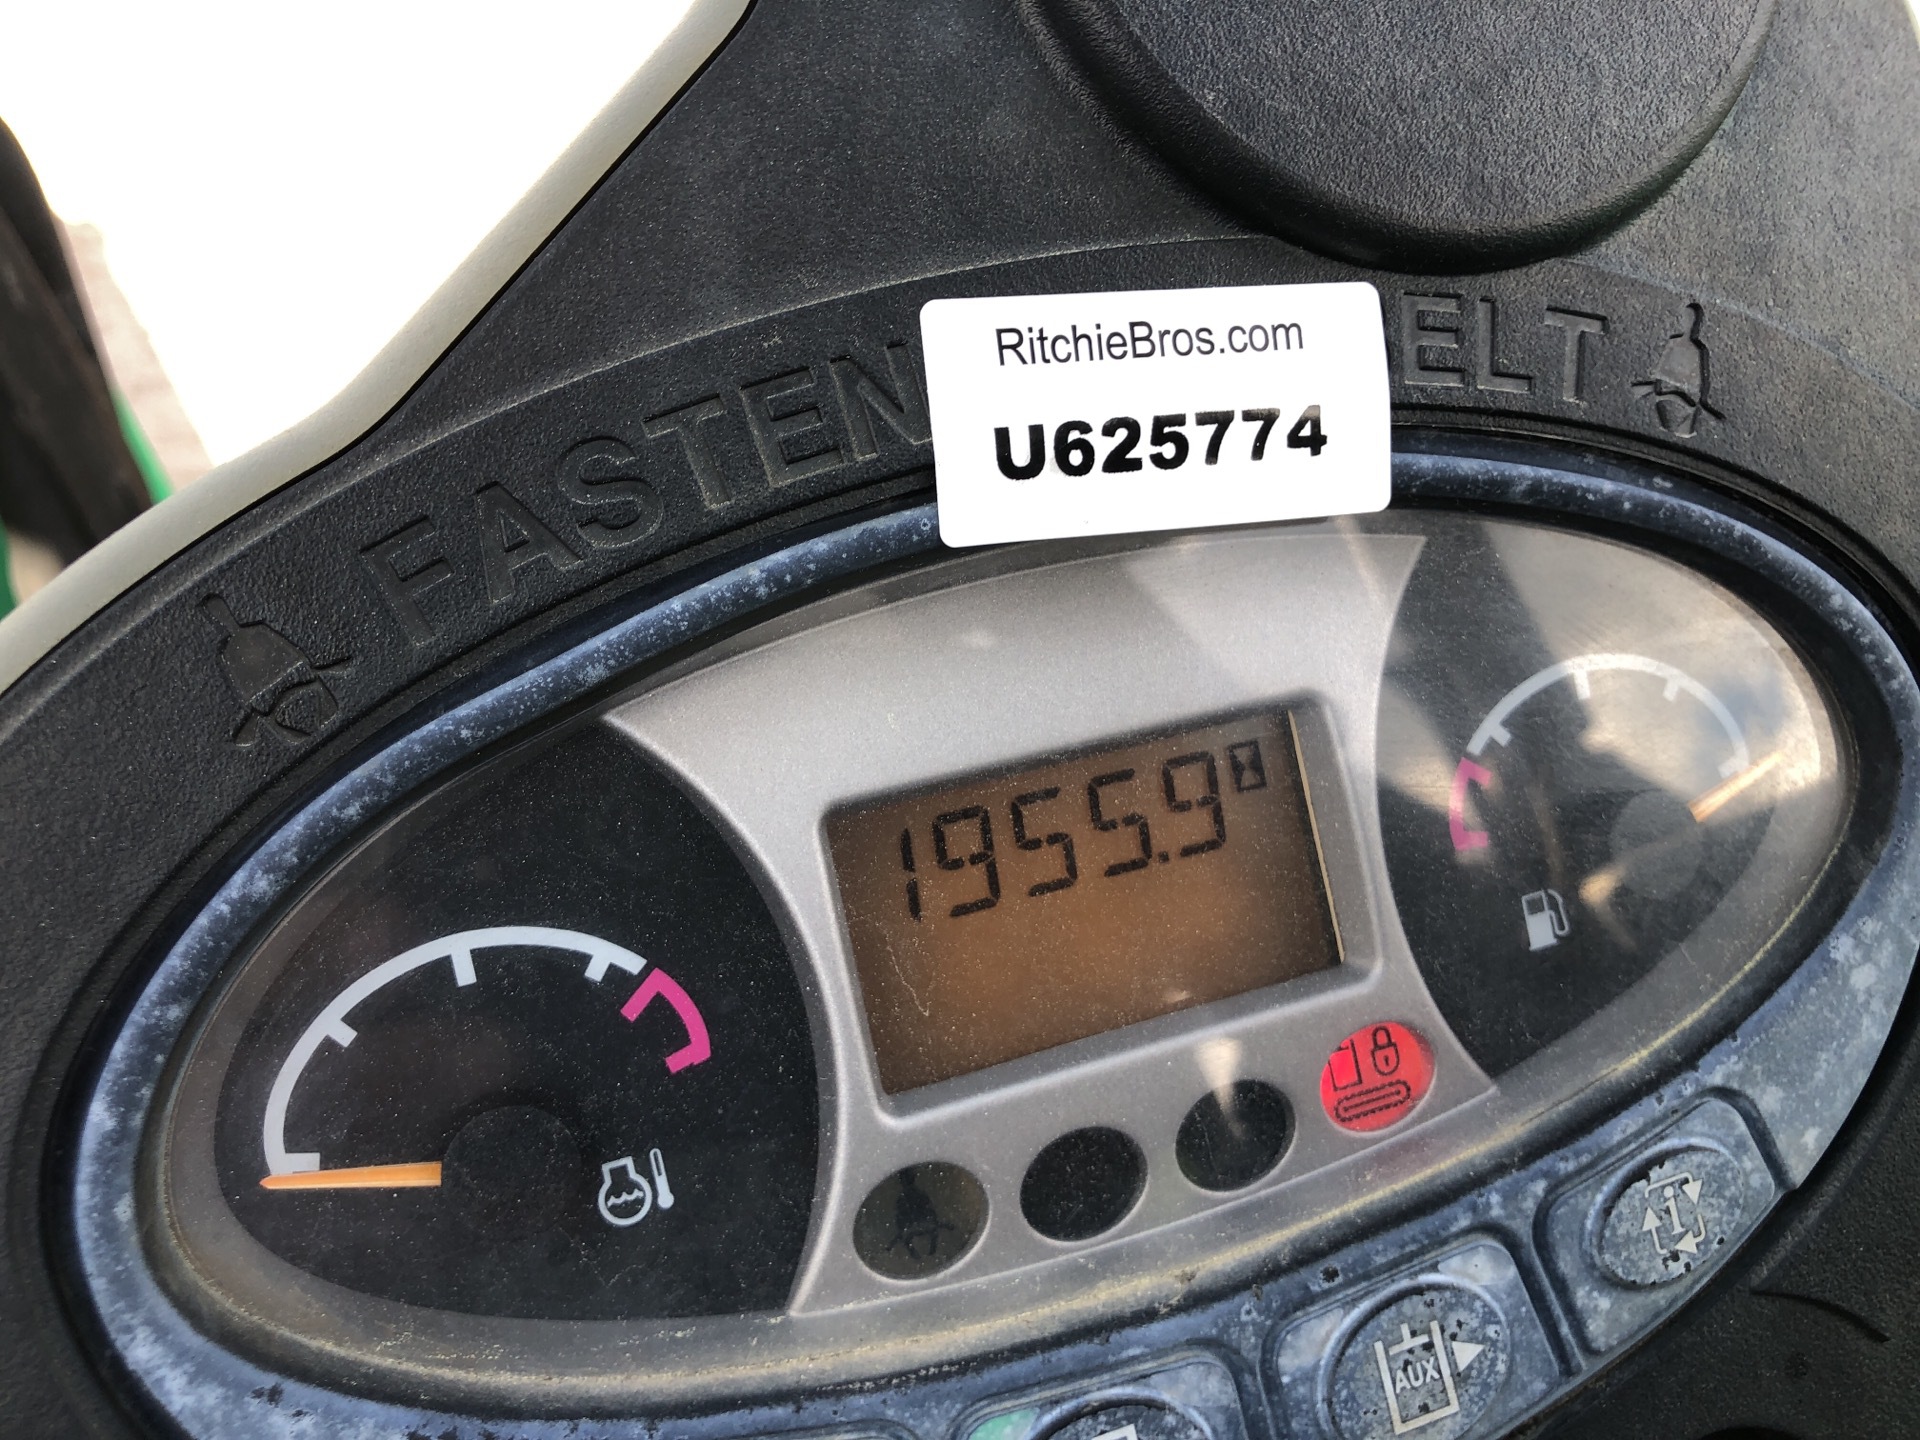 RitchieBros.com
U625774
FASTEN ELT
1955.9
AUX
i